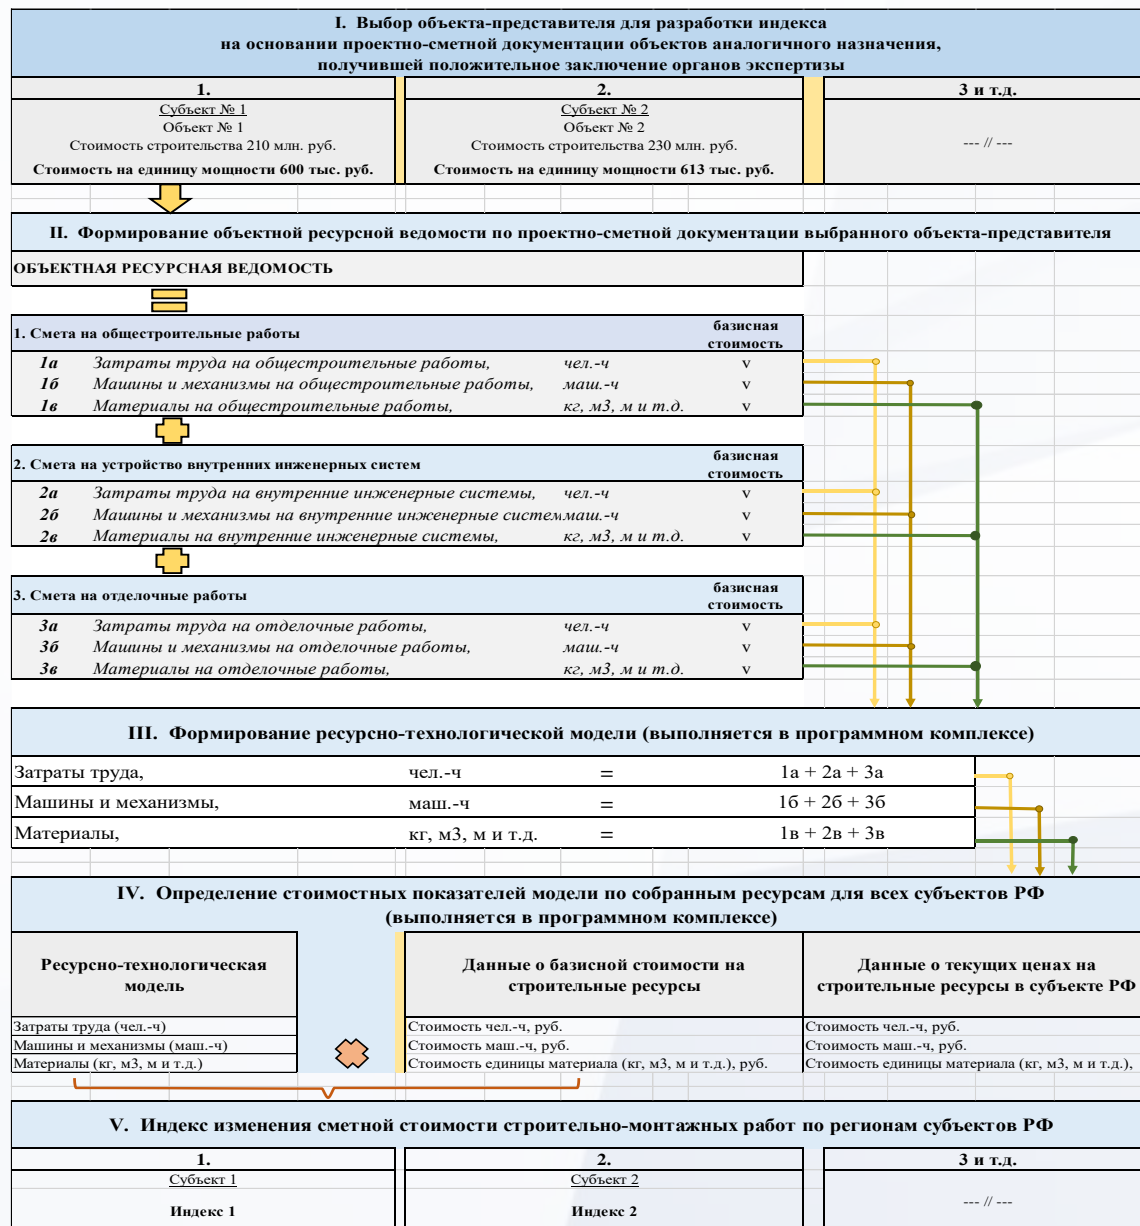 I. Выбор объекта-представителя для разработки индекса
на основании проектно-сметной документации объектов аналогичного назначения,
получившей положительное заключение органов экспертизы
1. 2. 3 и т.д.
Субъект № 1 Субъект № 2
Объект № 1 Объект № 2
Стоимость строительства 210 млн. руб. Стоимость строительства 230 млн. руб. --- // ---
Стоимость на единицу мощности 600 тыс. руб. Стоимость на единицу мощности 613 тыс. руб.
II. Формирование объектной ресурсной ведомости по проектно-сметной документации выбранного объекта-представителя
ОБЪЕКТНАЯ РЕСУРСНАЯ ВЕДОМОСТЬ
1. Смета на общестроительные работы базисная стоимость
1а Затраты труда на общестроительные работы, чел.-ч v
1б Машины и механизмы на общестроительные работы, маш.-ч v
1в Материалы на общестроительные работы, кг, м3, м и т.д. v
2. Смета на устройство внутренних инженерных систем базисная стоимость
2а Затраты труда на внутренние инженерные системы, чел.-ч v
2б Машины и механизмы на внутренние инженерные систем маш.-ч v
2в Материалы на внутренние инженерные системы, кг, м3, м и т.д. v
3. Смета на отделочные работы базисная стоимость
3а Затраты труда на отделочные работы, чел.-ч v
3б Машины и механизмы на отделочные работы, маш.-ч v
3в Материалы на отделочные работы, кг, м3, м и т.д. v
III. Формирование ресурсно-технологической модели (выполняется в программном комплексе)
Затраты труда, чел.-ч = 1а + 2а + 3а
Машины и механизмы, маш.-ч = 1б + 2б + 3б
Материалы, кг, м3, м и т.д. = 1в + 2в + 3в
IV. Определение стоимостных показателей модели по собранным ресурсам для всех субъектов РФ
(выполняется в программном комплексе)
Ресурсно-технологическая Данные о базисной стоимости на Данные о текущих ценах на
модель строительные ресурсы строительные ресурсы в субъекте РФ
Затраты труда (чел.-ч) Стоимость чел.-ч, руб. Стоимость чел.-ч, руб.
Машины и механизмы (маш.-ч) Стоимость маш.-ч, руб. Стоимость маш.-ч, руб.
Материалы (кг, м3, м и т.д.) Стоимость единицы материала (кг, м3, м и т.д.), руб. Стоимость единицы материала (кг, м3, м и т.д.),
V. Индекс изменения сметной стоимости строительно-монтажных работ по регионам субъектов РФ
1. 2. 3 и т.д.
Субъект 1 Субъект 2
Индекс 1 Индекс 2 --- // ---